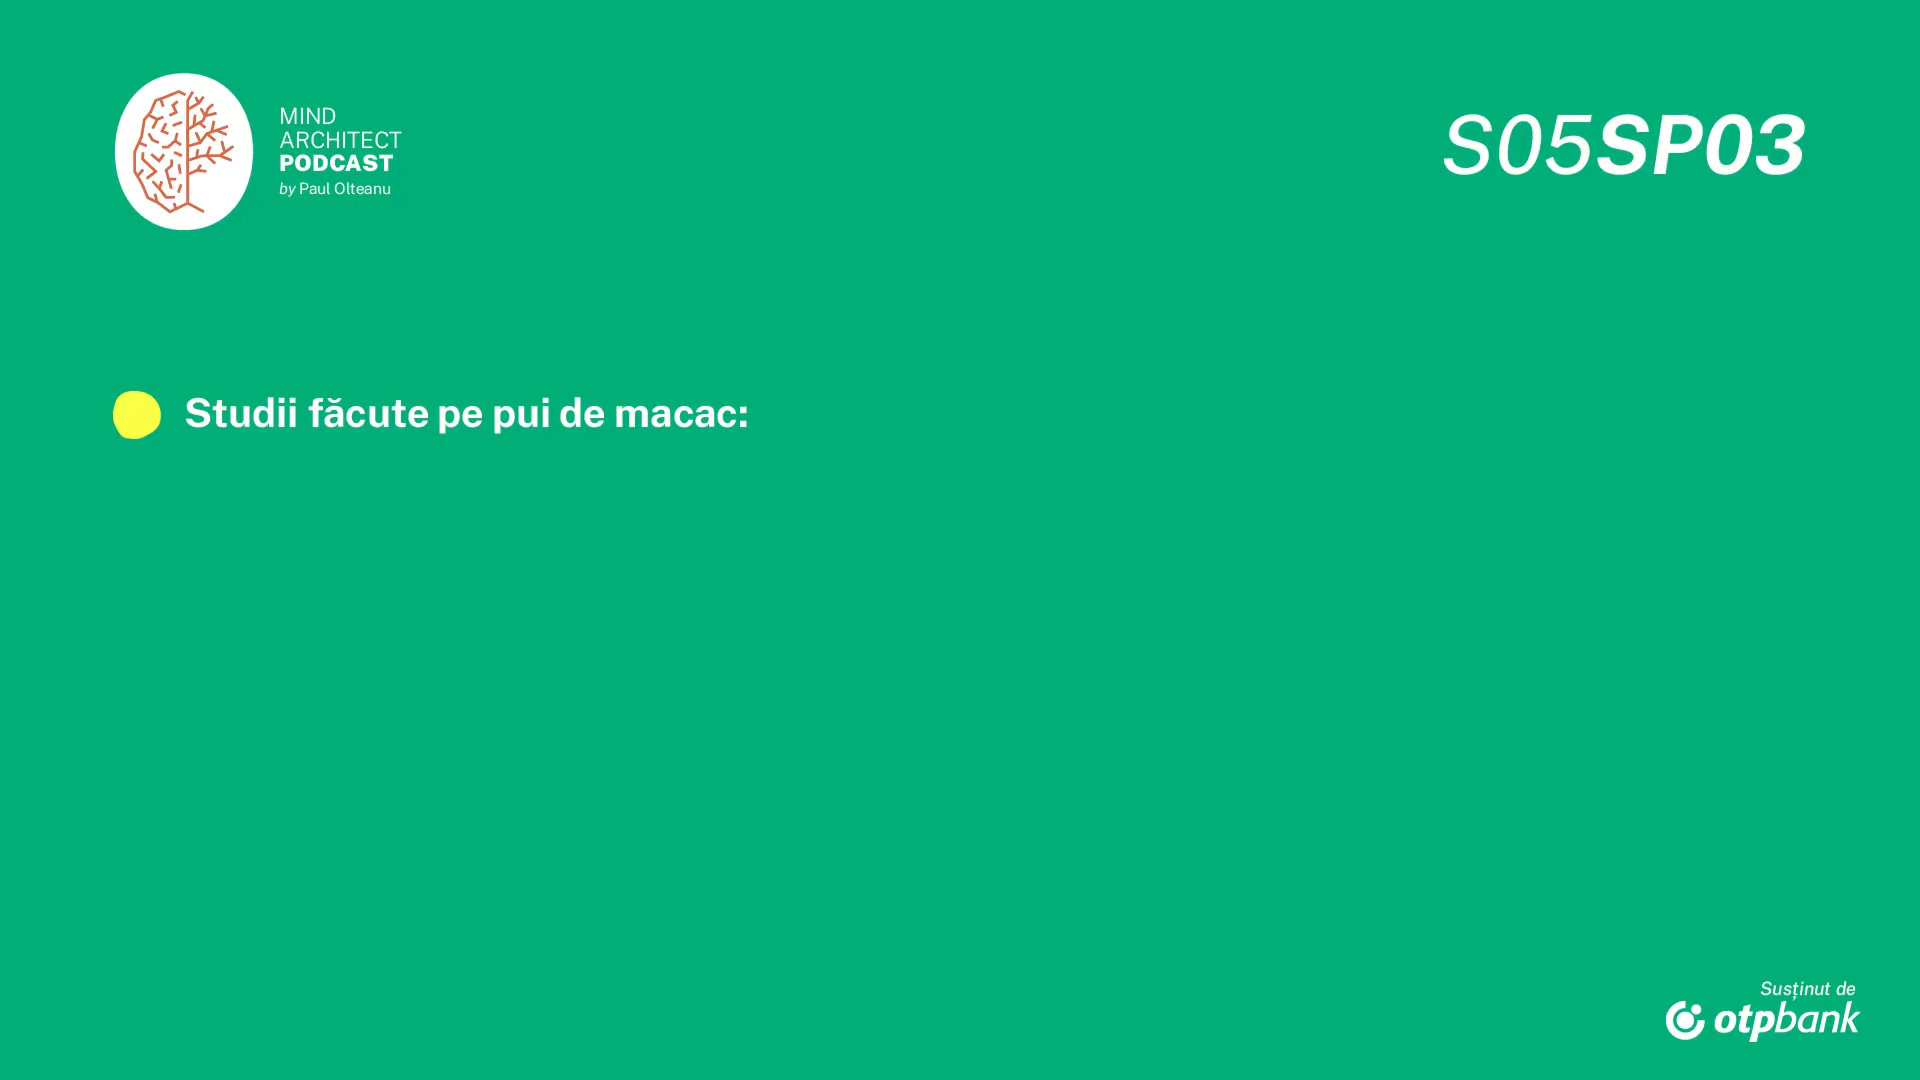 MIND
ARCHITECT
PODCAST
by Paul Olteanu
S05SP03
Studii făcute pe pui de macac:
Susținut de
otpbank